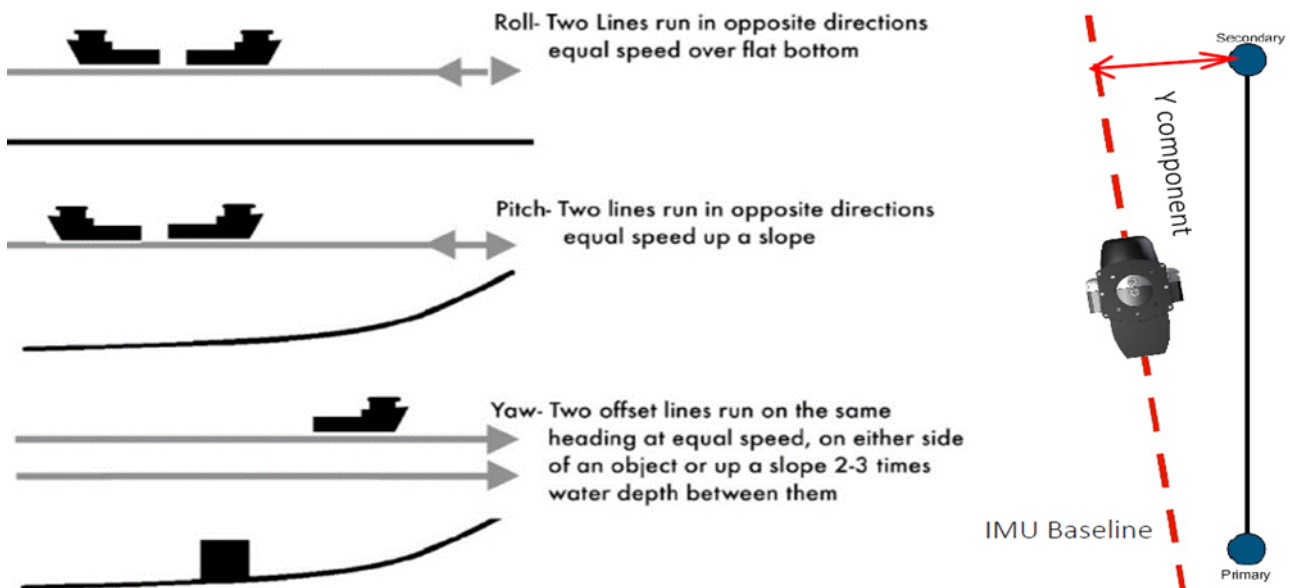 Roll- Two Lines run in opposite directions
equal speed over flat bottom
Pitch- Two lines run in opposite directions
equal speed up a slope
Yaw- Two offset lines run on the same
heading at equal speed, on either side
of an object or up a slope 2-3 times
water depth between them
Secondary
Y component
IMU Baseline
Primary